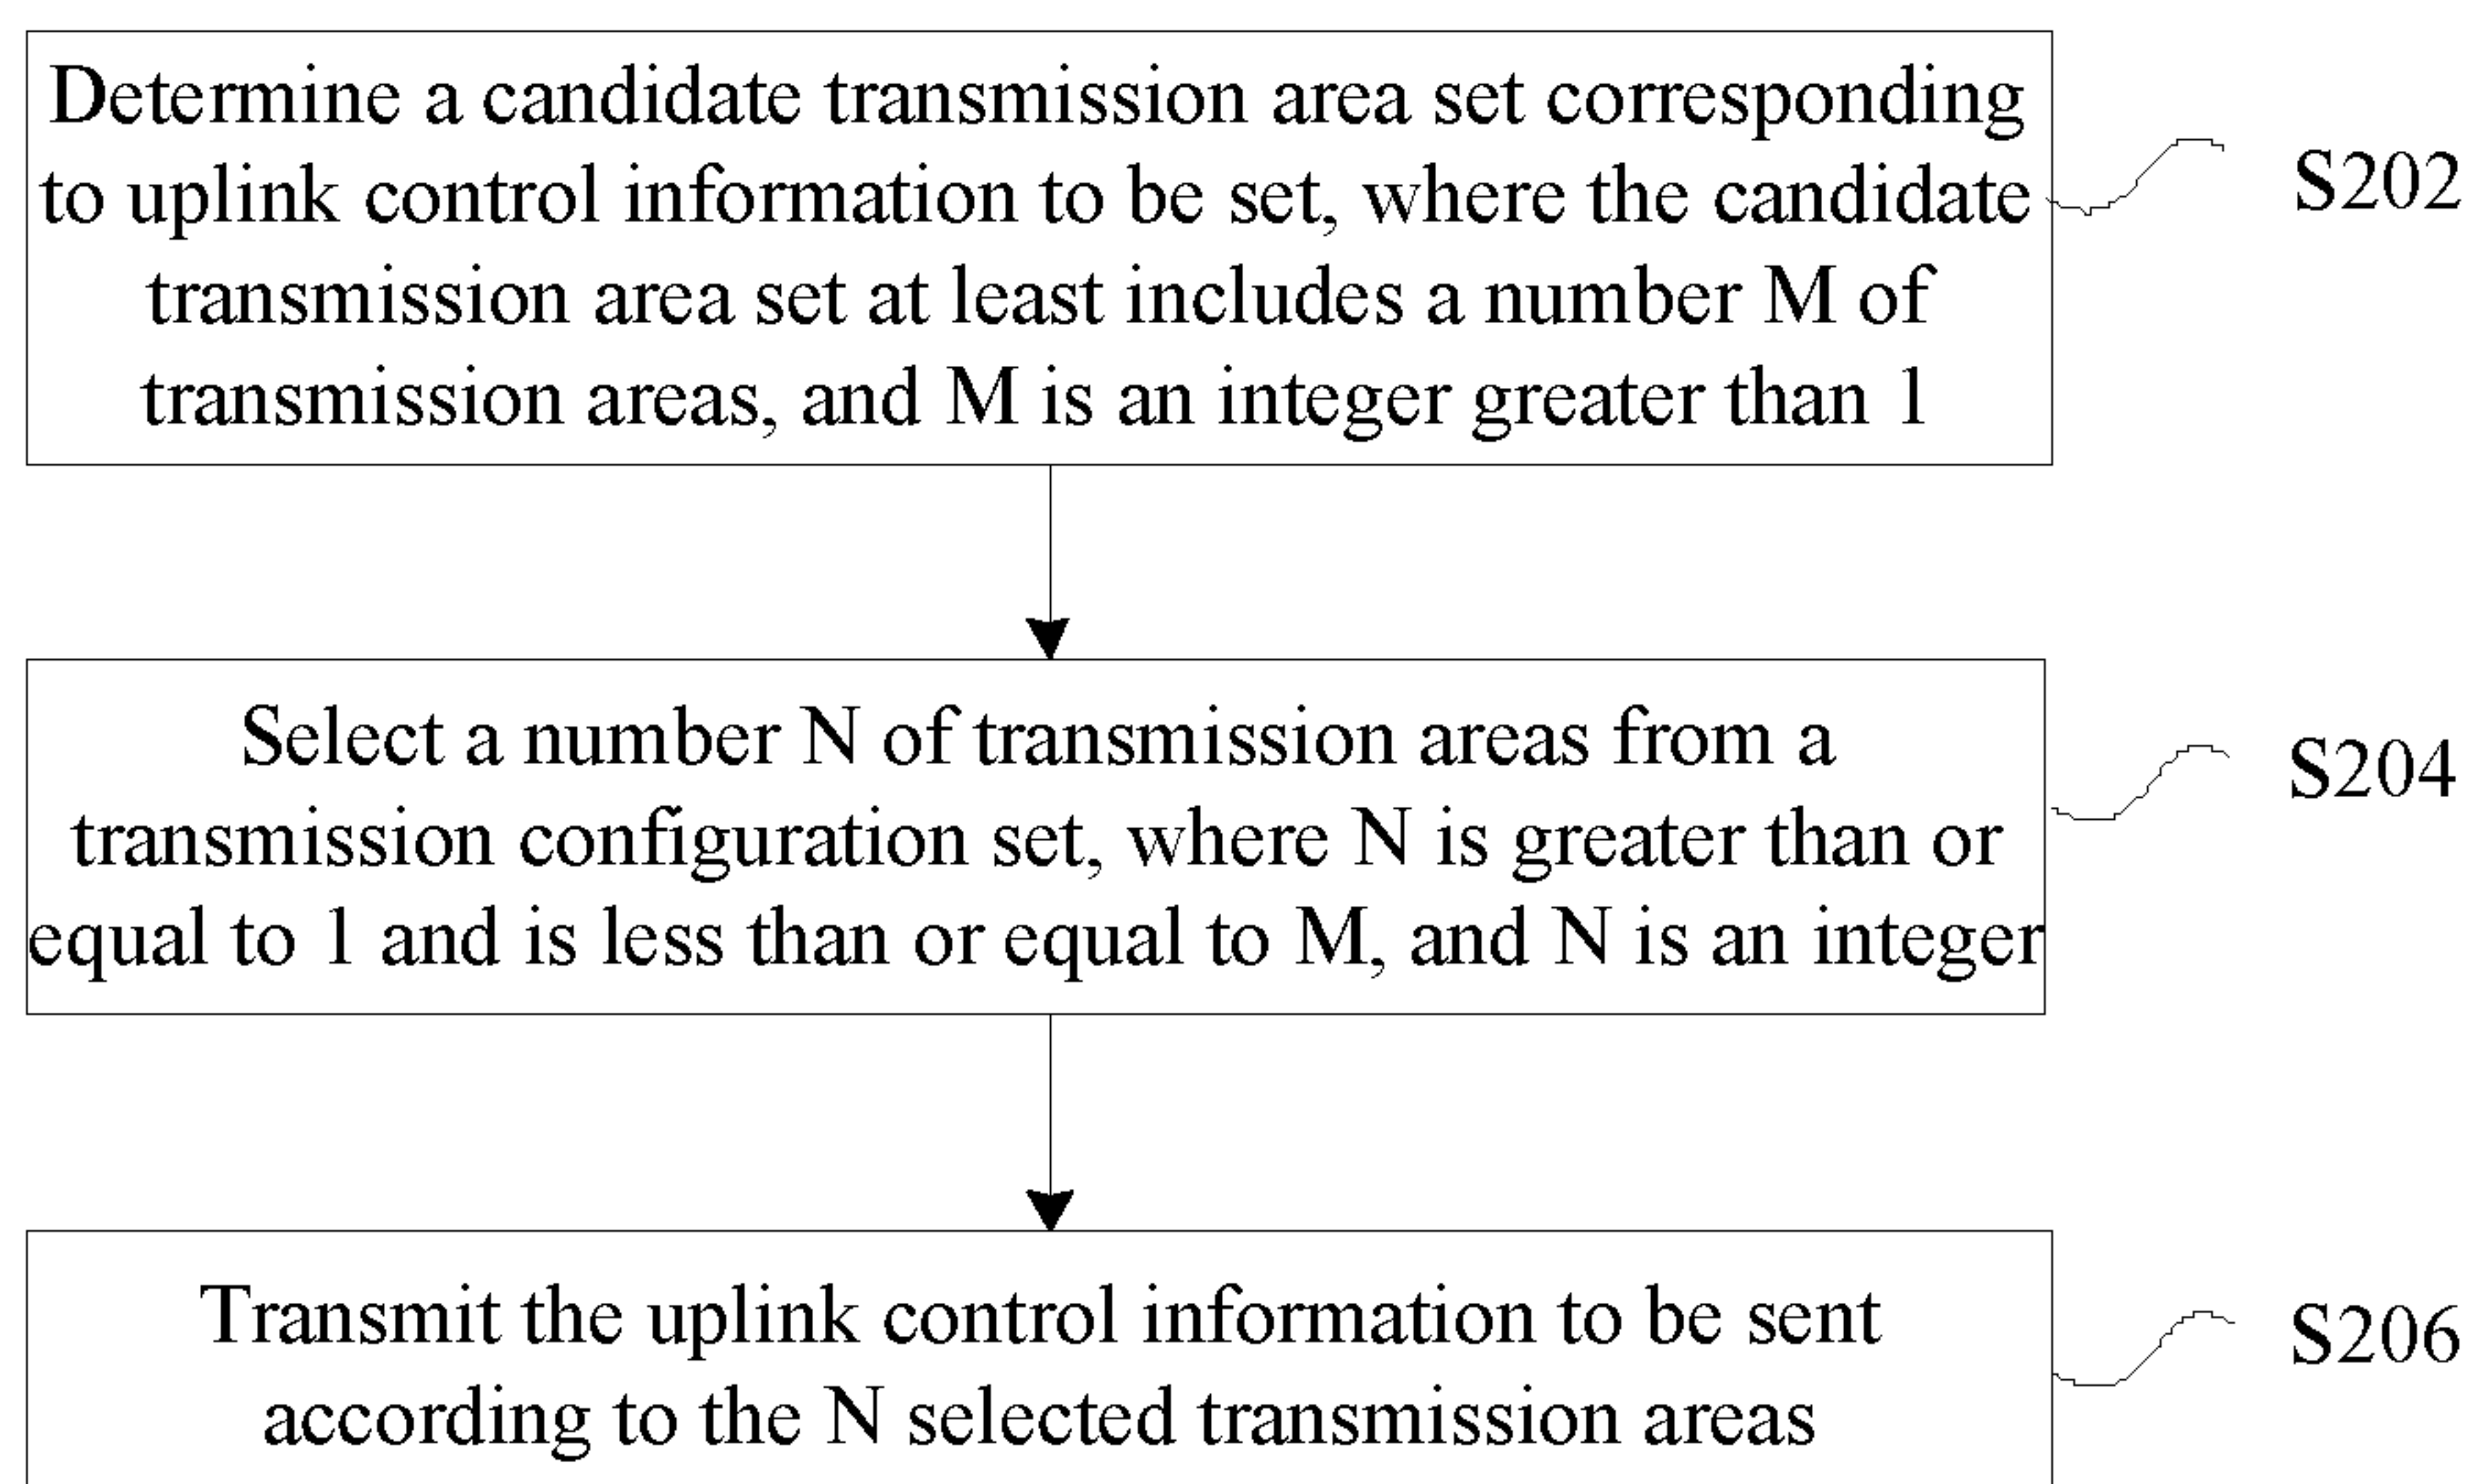 Determine a candidate transmission area set corresponding
to uplink control information to be set, where the candidate
transmission area set at least includes a number M of
transmission areas, and M is an integer greater than 1
S202
Select a number N of transmission areas from a
transmission configuration set, where N is greater than or
equal to 1 and is less than or equal to M, and N is an integer
S204
Transmit the uplink control information to be sent
according to the N selected transmission areas
S206